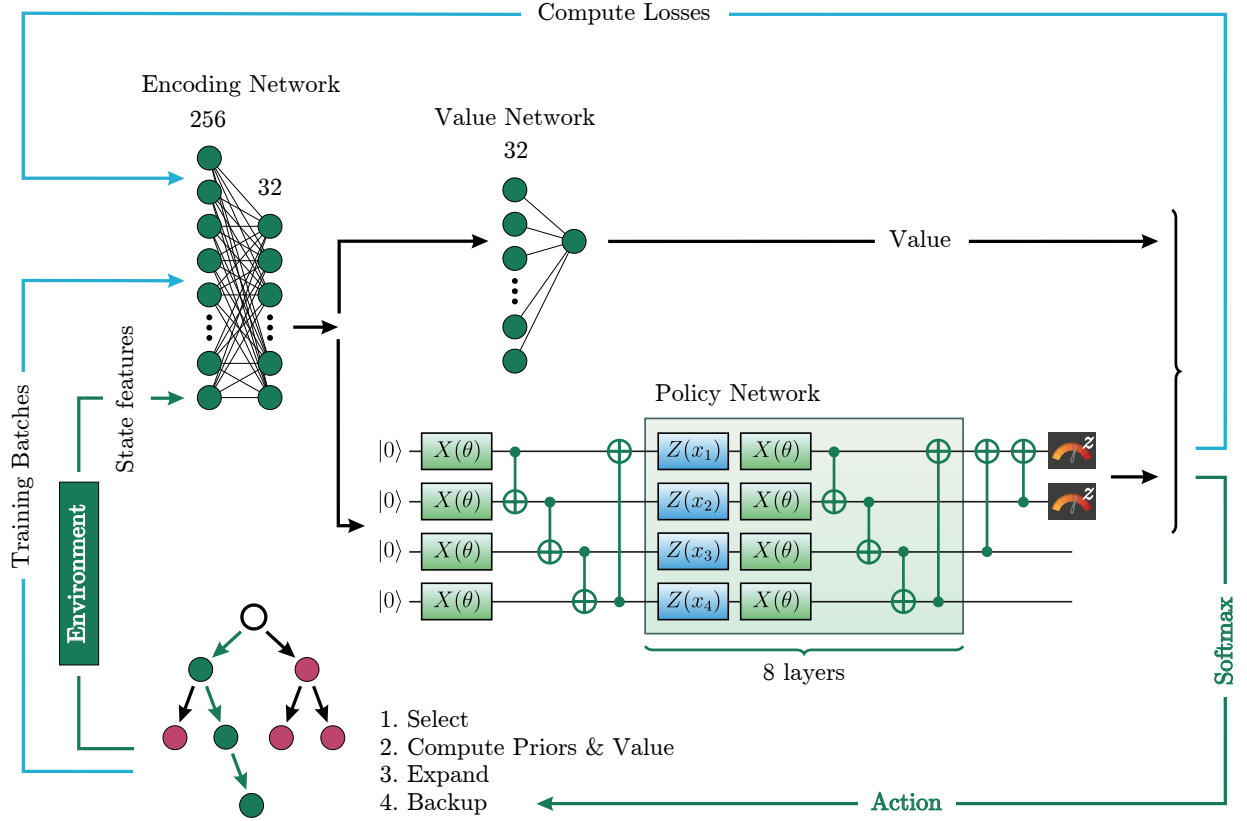 Compute Losses
Encoding Network
256
32
Value Network
32
Value
State features
Training Batches
Environment
Policy Network
|0⟩ X(θ) Z(x₁) X(θ) z
|0⟩ X(θ) Z(x₂) X(θ) z
|0⟩ X(θ) Z(x₃) X(θ)
|0⟩ X(θ) Z(x₄) X(θ)
8 layers
Softmax
1. Select
2. Compute Priors & Value
3. Expand
4. Backup
Action